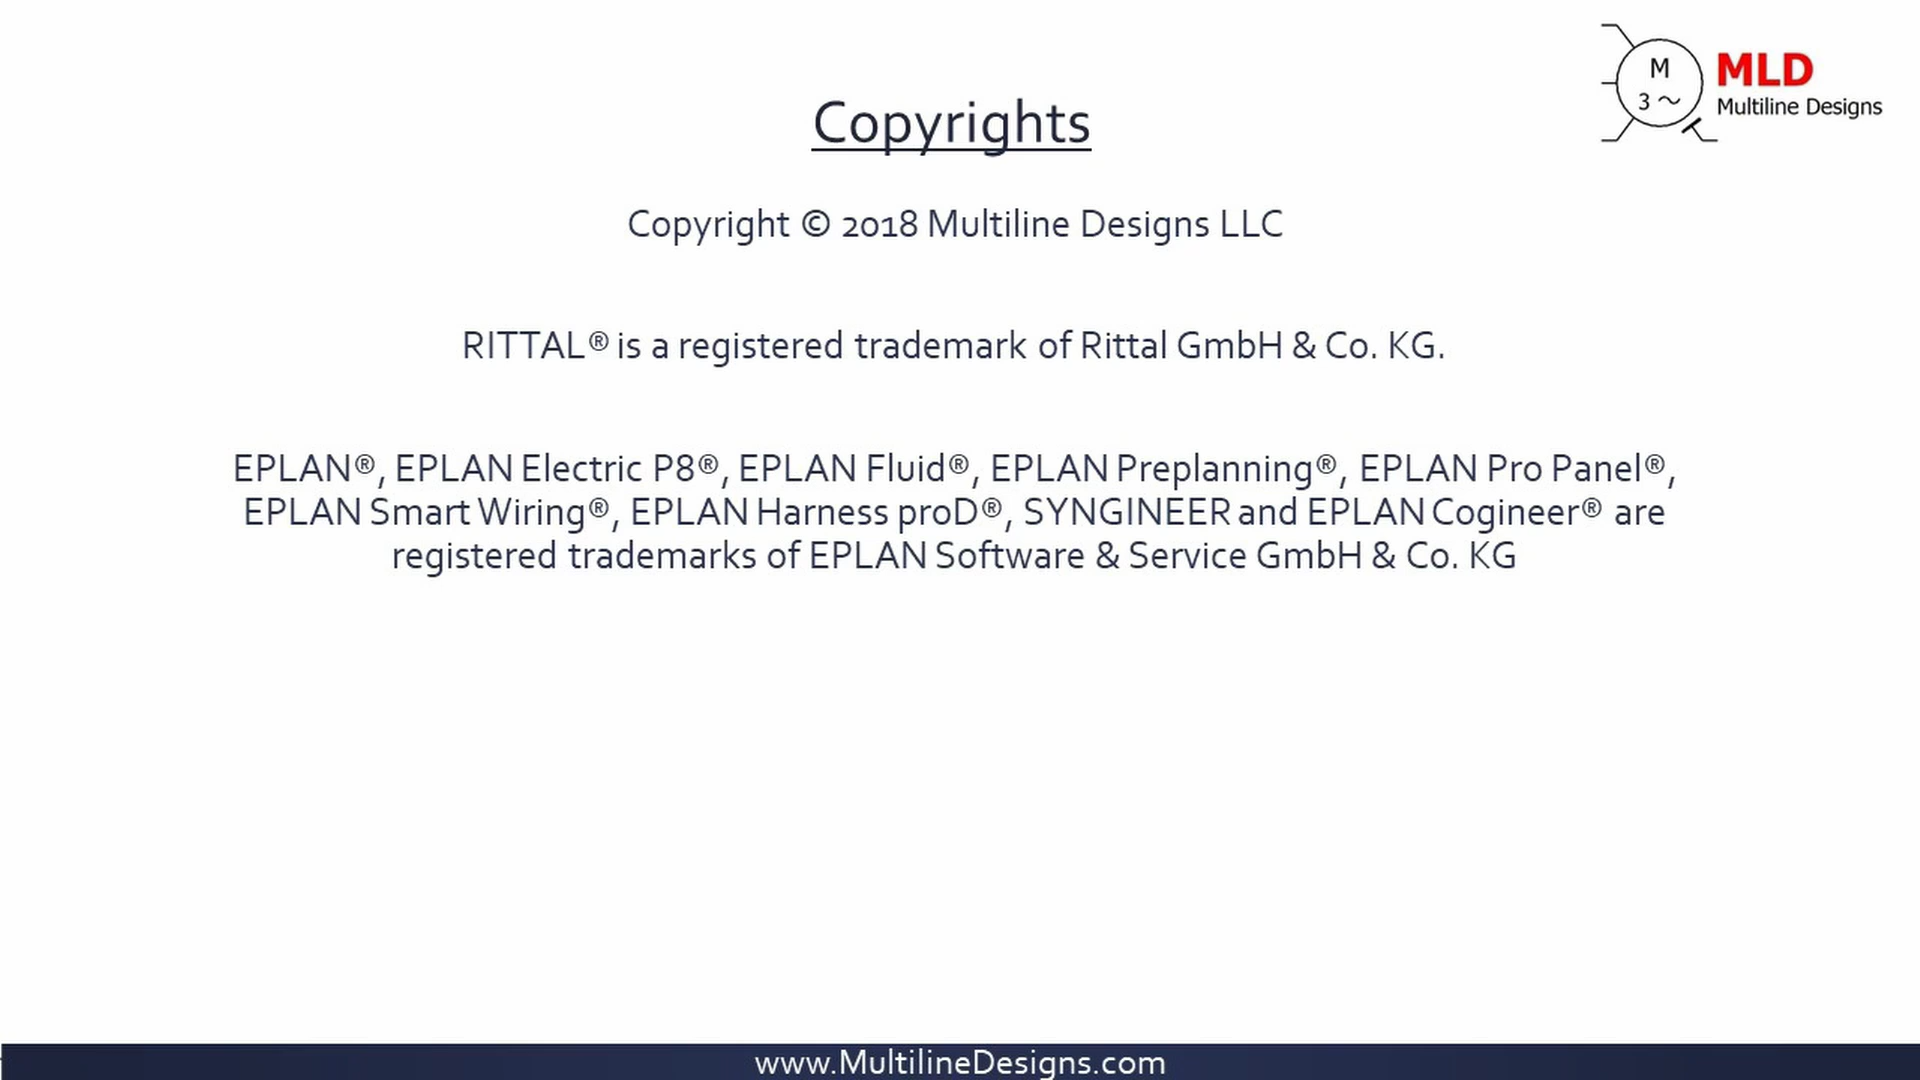 M
3 ~
MLD
Multiline Designs
Copyrights
Copyright © 2018 Multiline Designs LLC
RITTAL® is a registered trademark of Rittal GmbH & Co. KG.
EPLAN®, EPLAN Electric P8®, EPLAN Fluid®, EPLAN Preplanning®, EPLAN Pro Panel®,
EPLAN Smart Wiring®, EPLAN Harness proD®, SYNGINEER and EPLAN Cogineer® are
registered trademarks of EPLAN Software & Service GmbH & Co. KG
www.MultilineDesigns.com